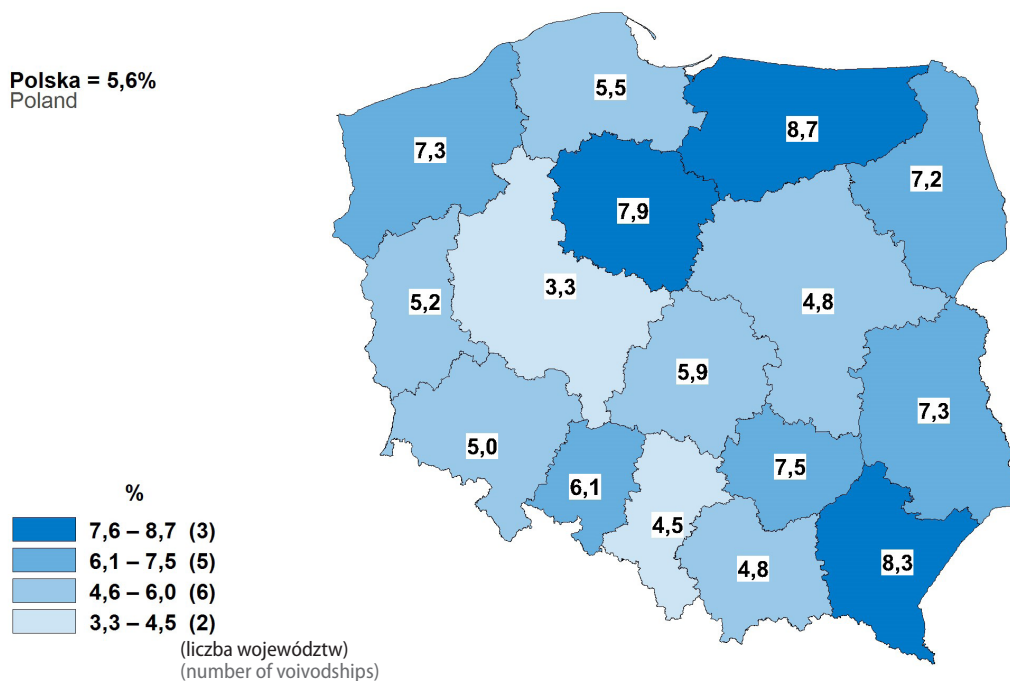 Polska = 5,6%
Poland
5,5
8,7
7,3
7,2
7,9
3,3
5,2
4,8
5,9
7,3
5,0
7,5
6,1
4,5
4,8
8,3
%
7,6 – 8,7 (3)
6,1 – 7,5 (5)
4,6 – 6,0 (6)
3,3 – 4,5 (2)
(liczba województw)
(number of voivodships)